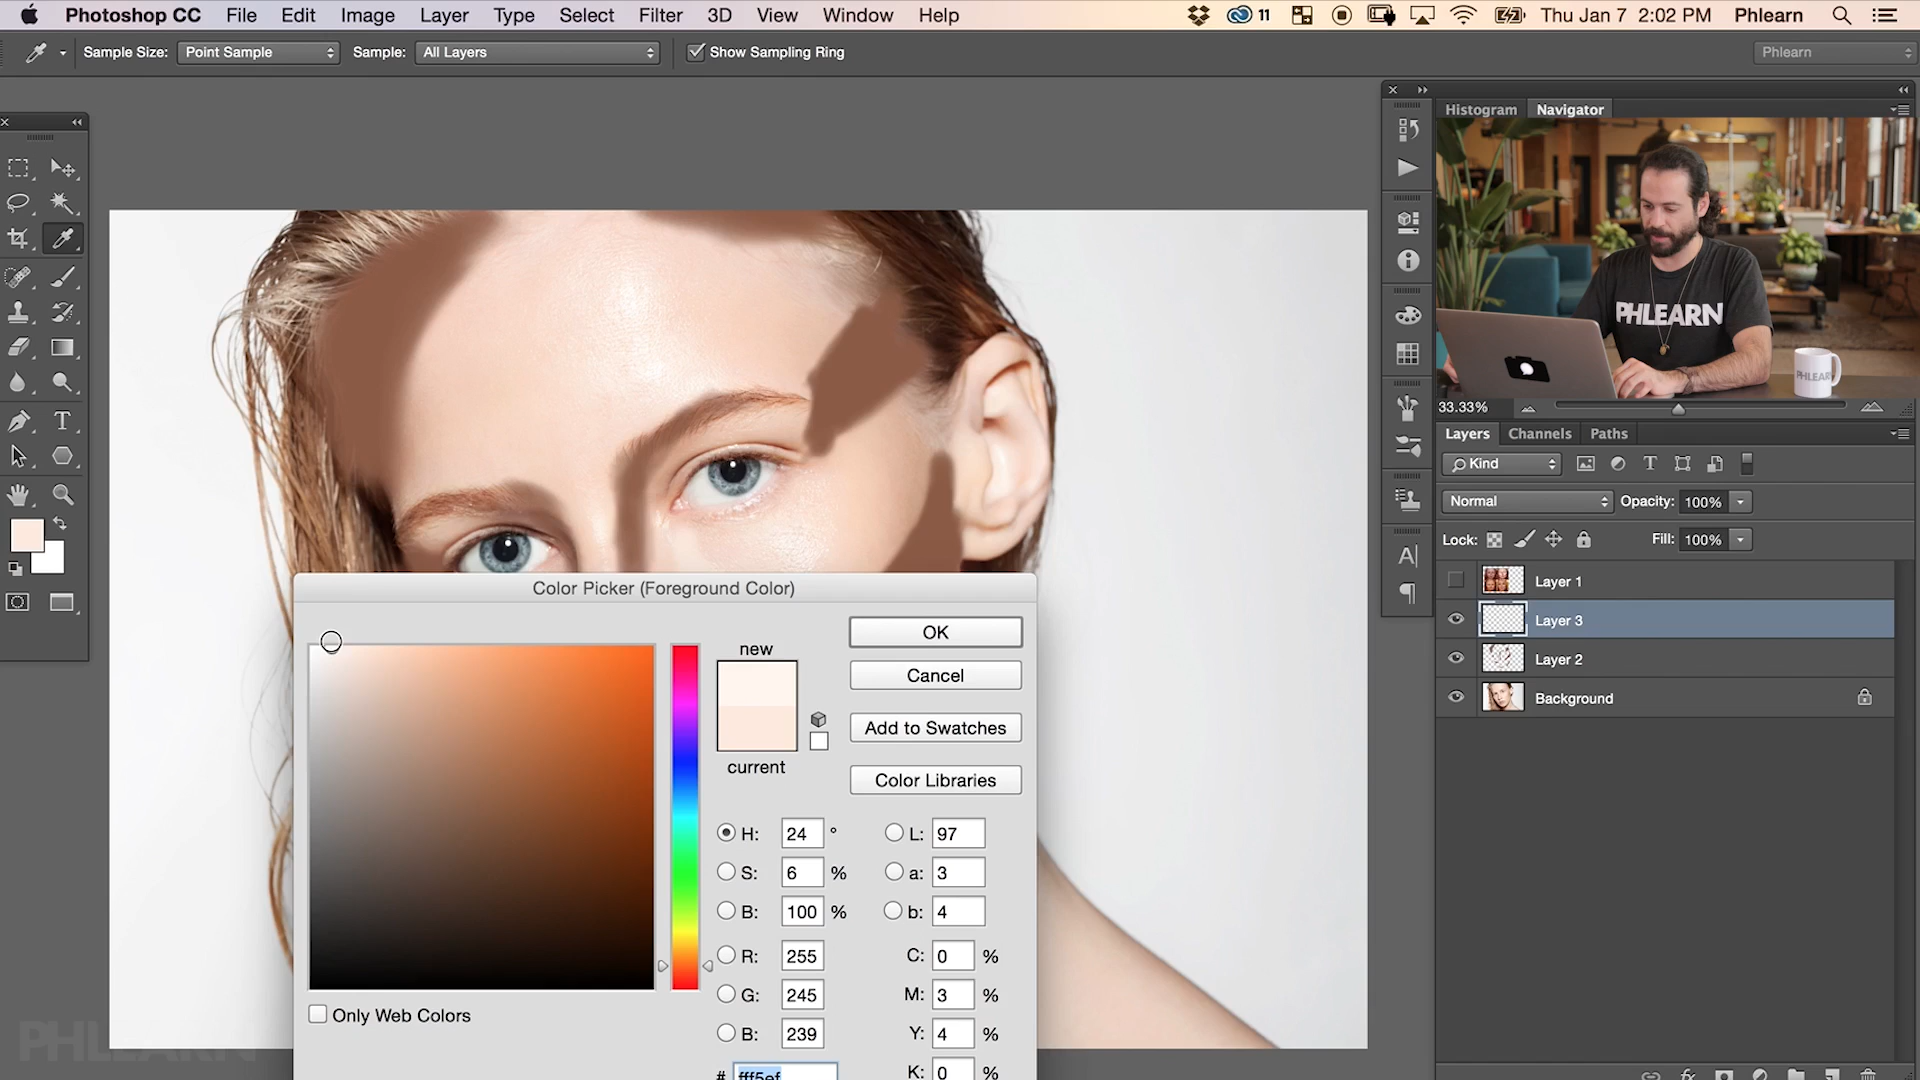 Photoshop CC File Edit Image Layer Type Select Filter 3D View Window Help 11 Thu Jan 7 2:02 PM Phlearn
Sample Size: Point Sample Sample: All Layers Show Sampling Ring Phlearn
Histogram Navigator
PHLEARN
PHLEARN
33.33%
Layers Channels Paths
Kind
Normal Opacity: 100%
Lock: Fill: 100%
Layer 1
Layer 3
Layer 2
Background
Color Picker (Foreground Color)
new
current
OK
Cancel
Add to Swatches
Color Libraries
H: 24 ° L: 97
S: 6 % a: 3
B: 100 % b: 4
R: 255 C: 0 %
G: 245 M: 3 %
B: 239 Y: 4 %
# fff5ef K: 0 %
Only Web Colors
PHLEARN